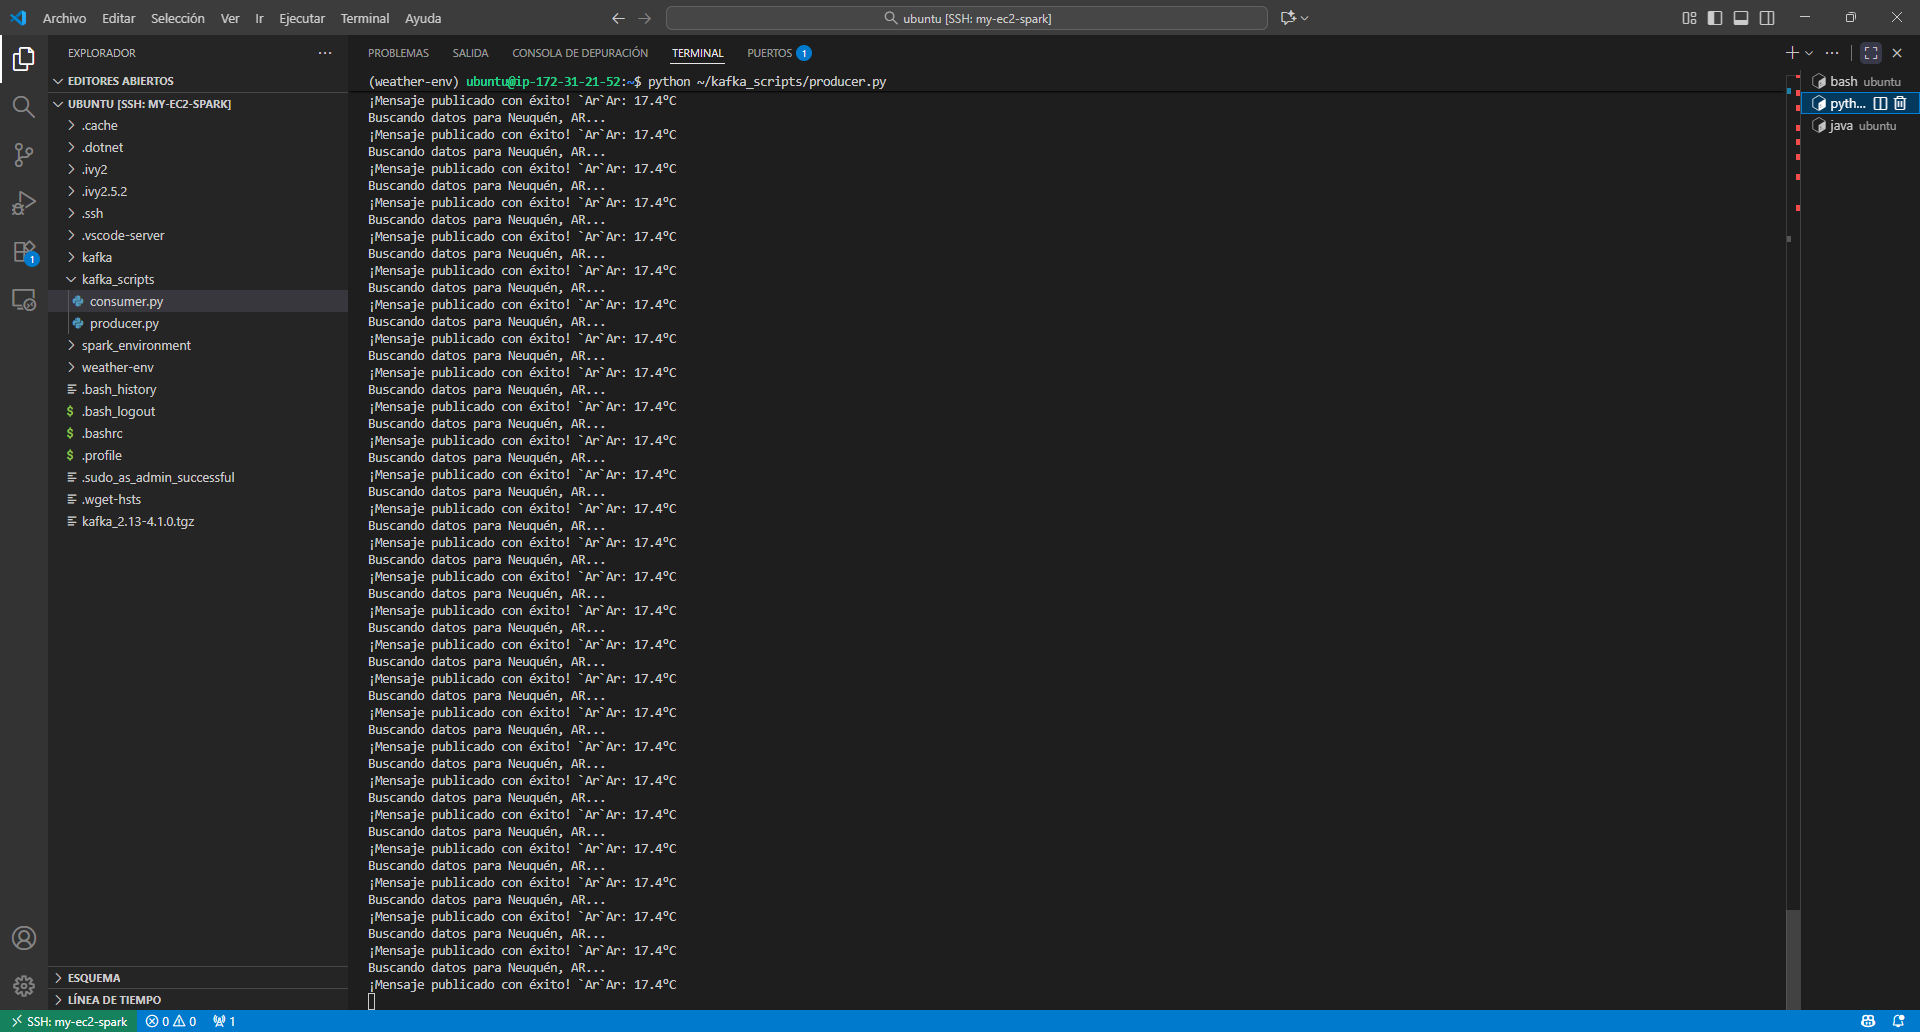 Archivo Editar Selección Ver Ir Ejecutar Terminal Ayuda
ubuntu [SSH: my-ec2-spark]
EXPLORADOR
EDITORES ABIERTOS
UBUNTU [SSH: MY-EC2-SPARK]
.cache
.dotnet
.ivy2
.ivy2.5.2
.ssh
.vscode-server
kafka
kafka_scripts
consumer.py
producer.py
spark_environment
weather-env
.bash_history
.bash_logout
.bashrc
.profile
.sudo_as_admin_successful
.wget-hsts
kafka_2.13-4.1.0.tgz
ESQUEMA
LÍNEA DE TIEMPO
PROBLEMAS SALIDA CONSOLA DE DEPURACIÓN TERMINAL PUERTOS 1
(weather-env) ubuntu@ip-172-31-21-52:~$ python ~/kafka_scripts/producer.py
¡Mensaje publicado con éxito! `Ar`Ar: 17.4°C
Buscando datos para Neuquén, AR...
¡Mensaje publicado con éxito! `Ar`Ar: 17.4°C
Buscando datos para Neuquén, AR...
¡Mensaje publicado con éxito! `Ar`Ar: 17.4°C
Buscando datos para Neuquén, AR...
¡Mensaje publicado con éxito! `Ar`Ar: 17.4°C
Buscando datos para Neuquén, AR...
¡Mensaje publicado con éxito! `Ar`Ar: 17.4°C
Buscando datos para Neuquén, AR...
¡Mensaje publicado con éxito! `Ar`Ar: 17.4°C
Buscando datos para Neuquén, AR...
¡Mensaje publicado con éxito! `Ar`Ar: 17.4°C
Buscando datos para Neuquén, AR...
¡Mensaje publicado con éxito! `Ar`Ar: 17.4°C
Buscando datos para Neuquén, AR...
¡Mensaje publicado con éxito! `Ar`Ar: 17.4°C
Buscando datos para Neuquén, AR...
¡Mensaje publicado con éxito! `Ar`Ar: 17.4°C
Buscando datos para Neuquén, AR...
¡Mensaje publicado con éxito! `Ar`Ar: 17.4°C
Buscando datos para Neuquén, AR...
¡Mensaje publicado con éxito! `Ar`Ar: 17.4°C
Buscando datos para Neuquén, AR...
¡Mensaje publicado con éxito! `Ar`Ar: 17.4°C
Buscando datos para Neuquén, AR...
¡Mensaje publicado con éxito! `Ar`Ar: 17.4°C
Buscando datos para Neuquén, AR...
¡Mensaje publicado con éxito! `Ar`Ar: 17.4°C
Buscando datos para Neuquén, AR...
¡Mensaje publicado con éxito! `Ar`Ar: 17.4°C
Buscando datos para Neuquén, AR...
¡Mensaje publicado con éxito! `Ar`Ar: 17.4°C
Buscando datos para Neuquén, AR...
¡Mensaje publicado con éxito! `Ar`Ar: 17.4°C
Buscando datos para Neuquén, AR...
¡Mensaje publicado con éxito! `Ar`Ar: 17.4°C
Buscando datos para Neuquén, AR...
¡Mensaje publicado con éxito! `Ar`Ar: 17.4°C
Buscando datos para Neuquén, AR...
¡Mensaje publicado con éxito! `Ar`Ar: 17.4°C
Buscando datos para Neuquén, AR...
¡Mensaje publicado con éxito! `Ar`Ar: 17.4°C
Buscando datos para Neuquén, AR...
¡Mensaje publicado con éxito! `Ar`Ar: 17.4°C
Buscando datos para Neuquén, AR...
¡Mensaje publicado con éxito! `Ar`Ar: 17.4°C
Buscando datos para Neuquén, AR...
¡Mensaje publicado con éxito! `Ar`Ar: 17.4°C
Buscando datos para Neuquén, AR...
¡Mensaje publicado con éxito! `Ar`Ar: 17.4°C
Buscando datos para Neuquén, AR...
¡Mensaje publicado con éxito! `Ar`Ar: 17.4°C
bash ubuntu
pyth...
java ubuntu
1
SSH: my-ec2-spark 0 0 1